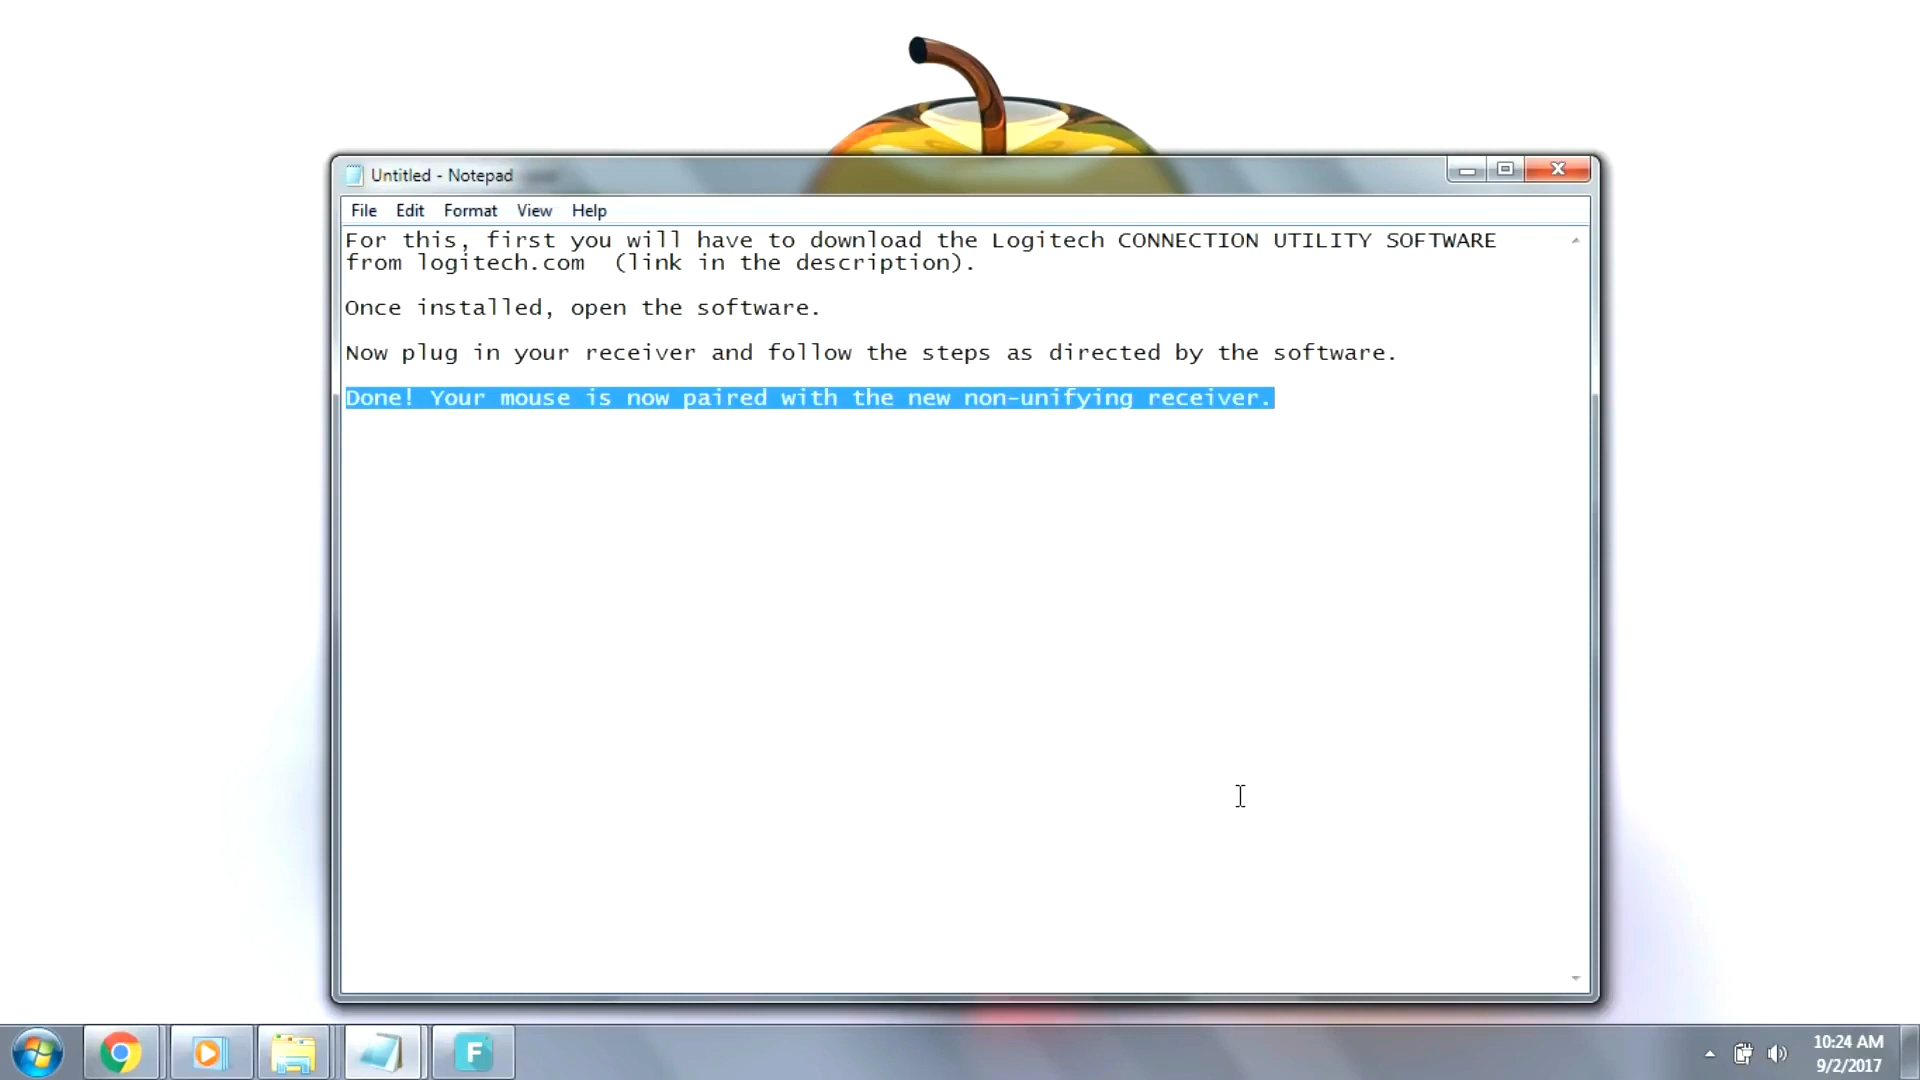 Untitled - Notepad
File Edit Format View Help
For this, first you will have to download the Logitech CONNECTION UTILITY SOFTWARE
from logitech.com  (link in the description).
Once installed, open the software.
Now plug in your receiver and follow the steps as directed by the software.
Done! Your mouse is now paired with the new non-unifying receiver.
F
10:24 AM
9/2/2017